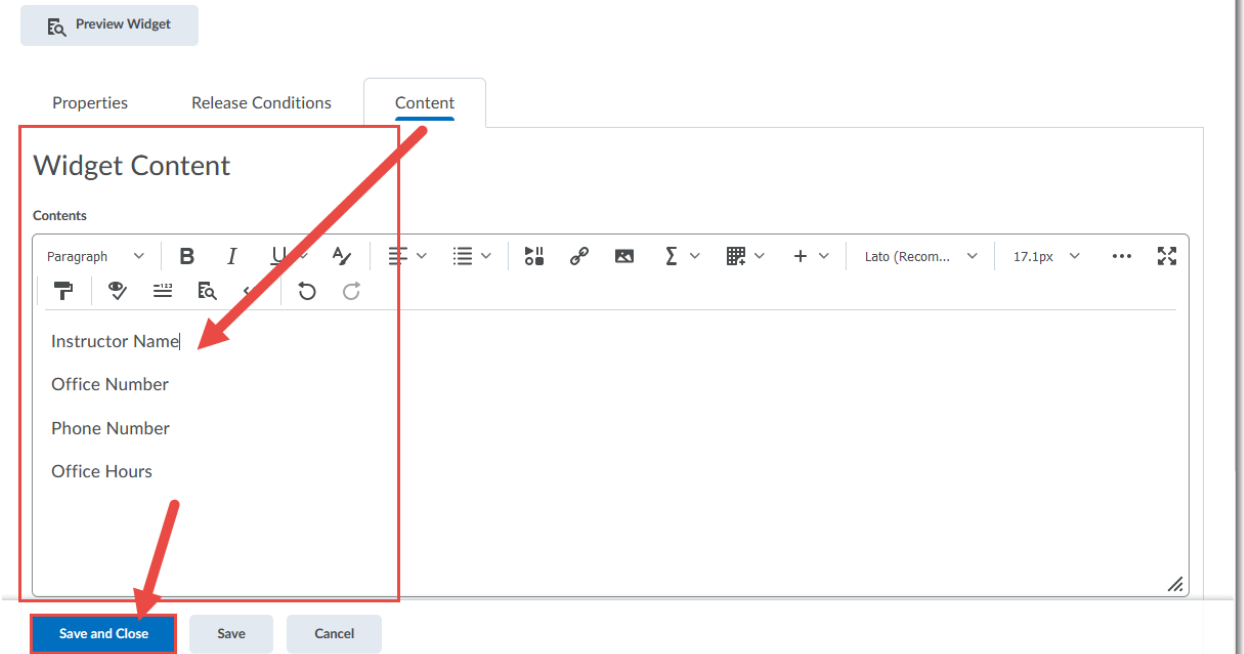 Preview Widget
Properties Release Conditions Content
Widget Content
Contents
Paragraph B I U A Σ + Lato (Recom... 17.1px ...
Instructor Name
Office Number
Phone Number
Office Hours
Save and Close Save Cancel